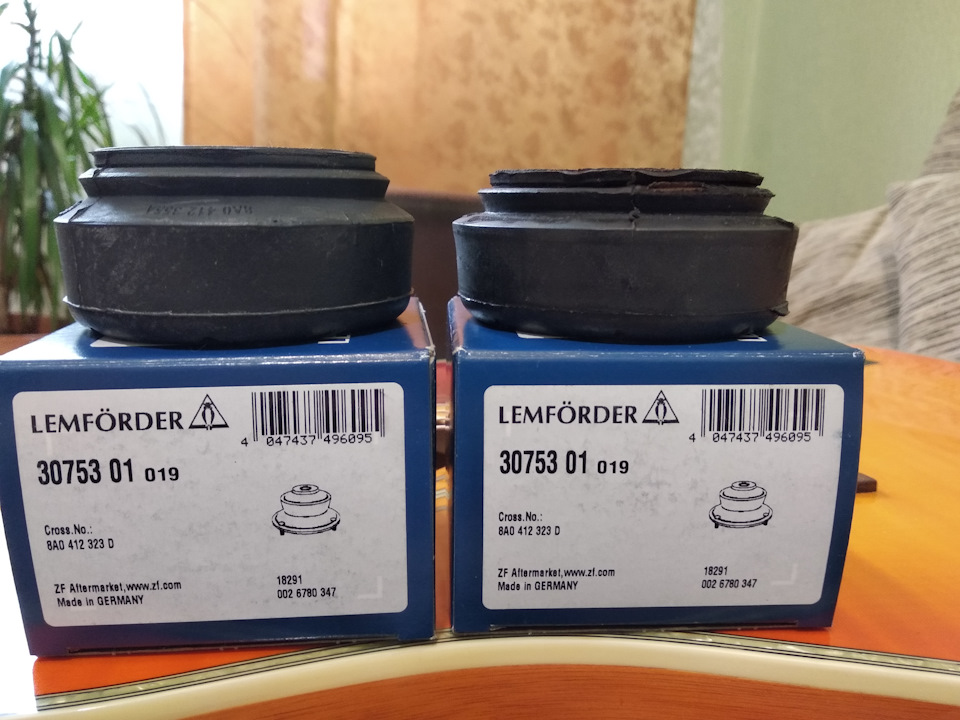 8A0 412
LEMFÖRDER
4 047437 496095
30753 01 019
Cross.No.:
8A0 412 323 D
ZF Aftermarket,www.zf.com
Made in GERMANY
18291
002 6780 347
LEMFÖRDER
4 047437 496095
30753 01 019
Cross.No.:
8A0 412 323 D
ZF Aftermarket,www.zf.com
Made in GERMANY
18291
002 6780 347